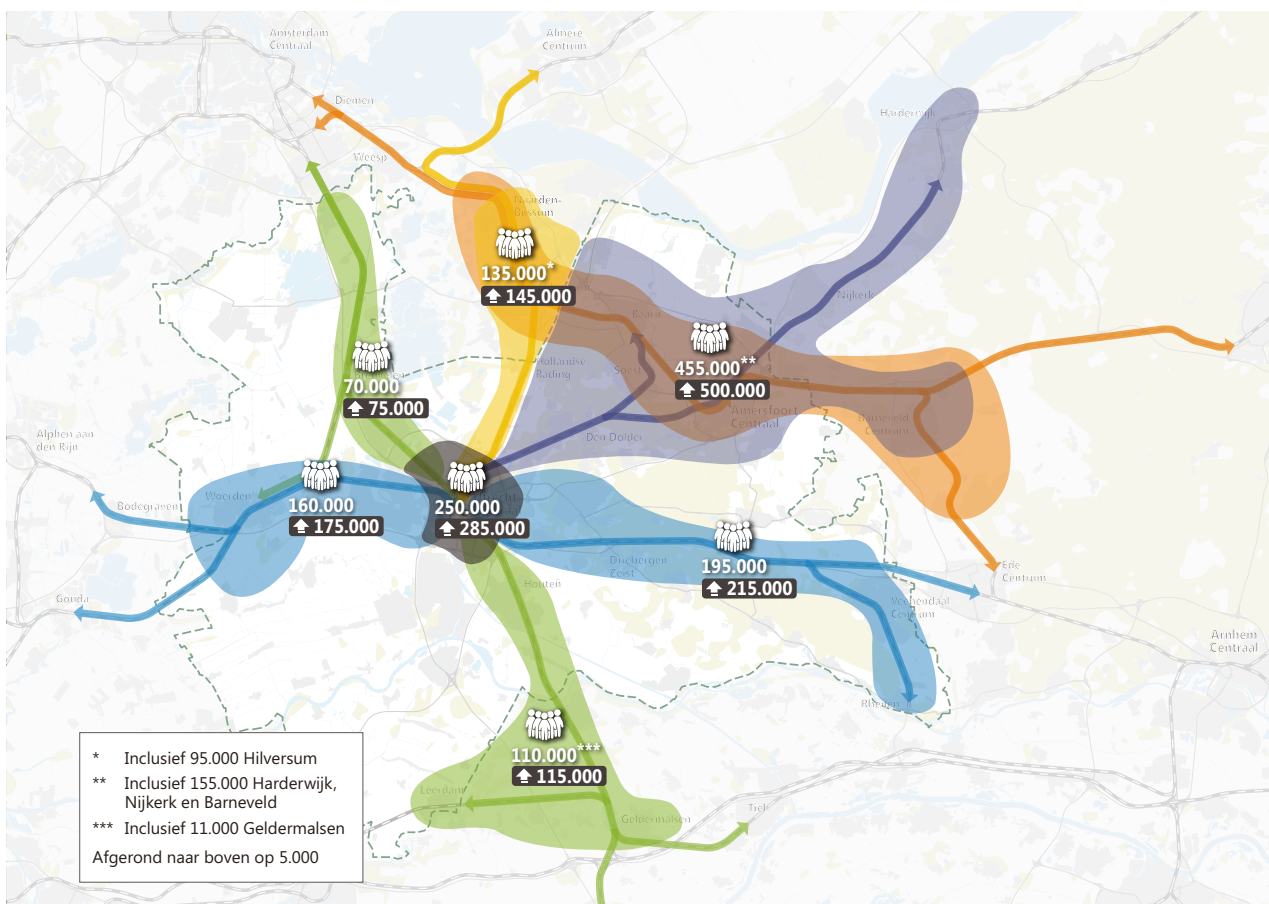 Amsterdam
Centraal
Almere
Centrum
Diemen
Weesp
Harderwijk
Naarden-
Bussum
135.000*
145.000
Nijkerk
Baarn
Hollandse
Rading
Soest
455.000**
500.000
70.000
75.000
Amersfoort
Centraal
Barneveld
Centrum
Den Dolder
Alphen aan
den Rijn
Woerden
Bodegraven
160.000
175.000
250.000
285.000
Driebergen
Zeist
195.000
215.000
Ede
Centrum
Houten
Gouda
Veenendaal
Centrum
Arnhem
Centraal
Rhenen
110.000***
115.000
Leerdam
Geldermalsen
Tiel
* Inclusief 95.000 Hilversum
** Inclusief 155.000 Harderwijk,
Nijkerk en Barneveld
*** Inclusief 11.000 Geldermalsen
Afgerond naar boven op 5.000